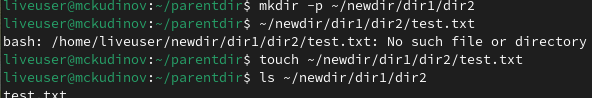 liveuser@mckudinov:~/parentdir$ mkdir -p ~/newdir/dir1/dir2
liveuser@mckudinov:~/parentdir$ ~/newdir/dir1/dir2/test.txt
bash: /home/liveuser/newdir/dir1/dir2/test.txt: No such file or directory
liveuser@mckudinov:~/parentdir$ touch ~/newdir/dir1/dir2/test.txt
liveuser@mckudinov:~/parentdir$ ls ~/newdir/dir1/dir2
test.txt